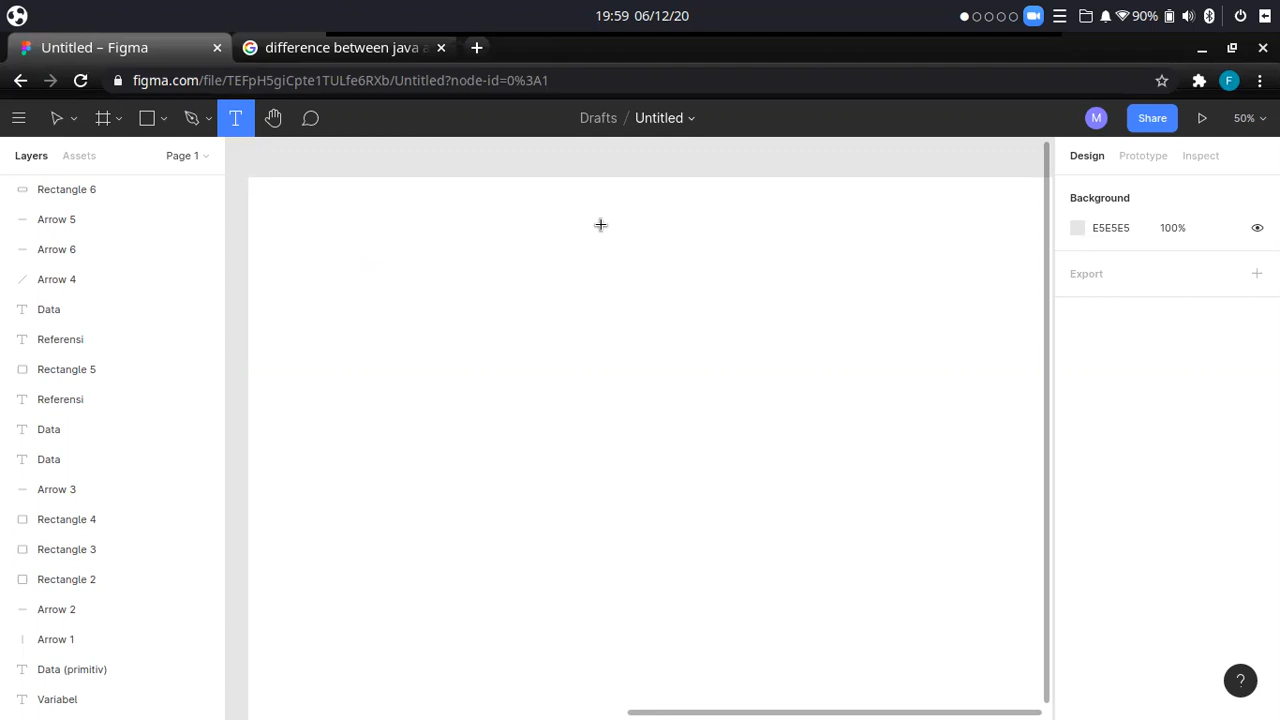 19:59 06/12/20
90%
Untitled – Figma
difference between java a
figma.com/file/TEFpH5giCpte1TULfe6RXb/Untitled?node-id=0%3A1
F
T
Drafts / Untitled
M
Share
50%
Layers
Assets
Page 1
Design
Prototype
Inspect
Rectangle 6
Arrow 5
Arrow 6
Arrow 4
Data
Referensi
Rectangle 5
Referensi
Data
Data
Arrow 3
Rectangle 4
Rectangle 3
Rectangle 2
Arrow 2
Arrow 1
Data (primitiv)
Variabel
Background
E5E5E5
100%
Export
?